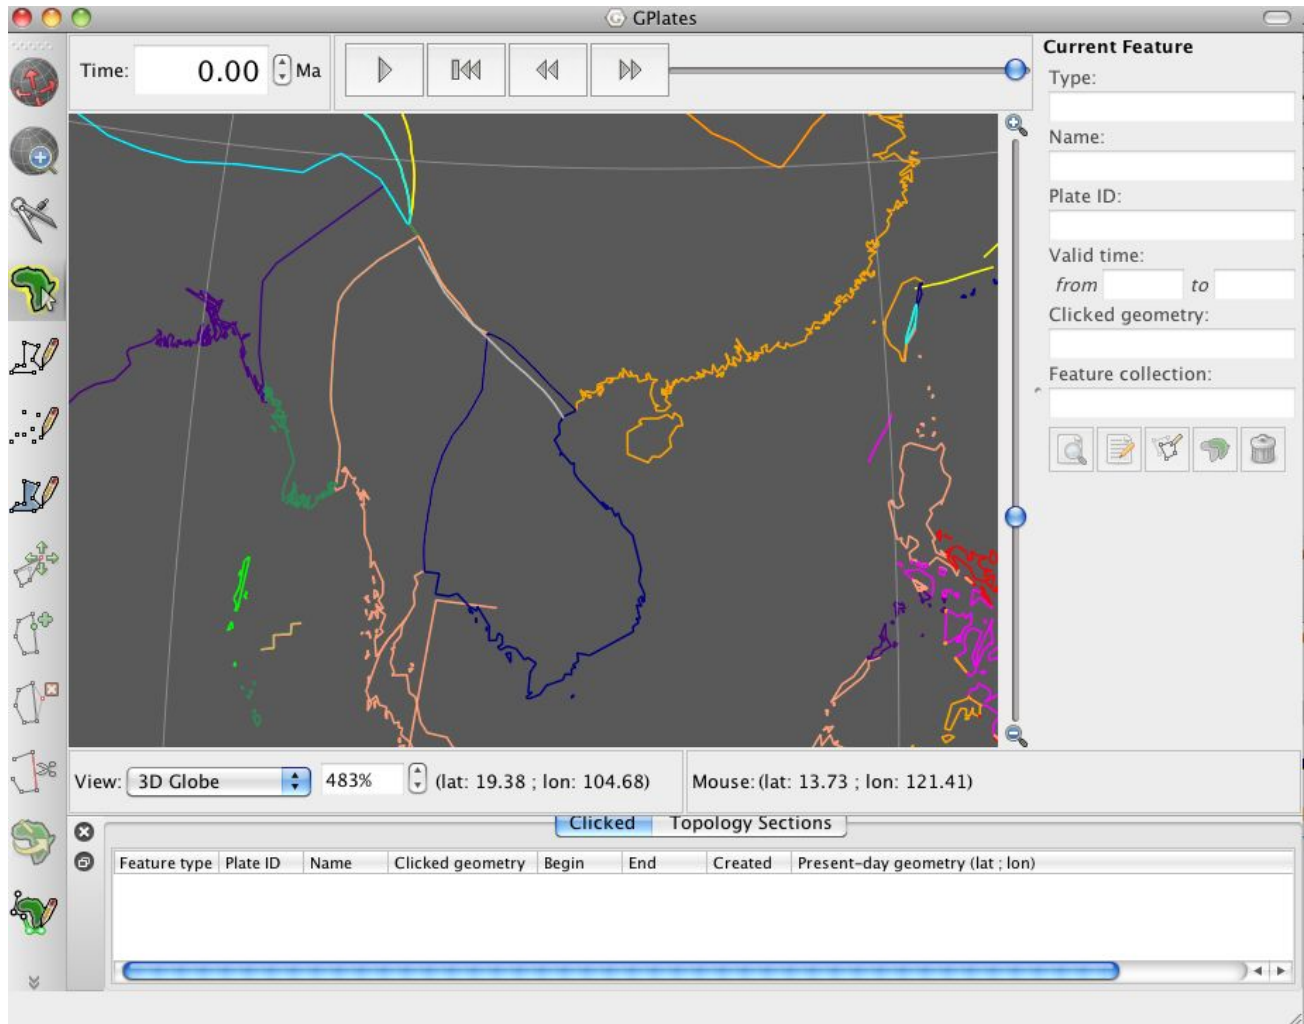 GPlates
Time: 0.00 Ma
Current Feature
Type:
Name:
Plate ID:
Valid time:
from to
Clicked geometry:
Feature collection:
View: 3D Globe 483% (lat: 19.38 ; lon: 104.68) Mouse: (lat: 13.73 ; lon: 121.41)
Clicked Topology Sections
Feature type Plate ID Name Clicked geometry Begin End Created Present-day geometry (lat ; lon)